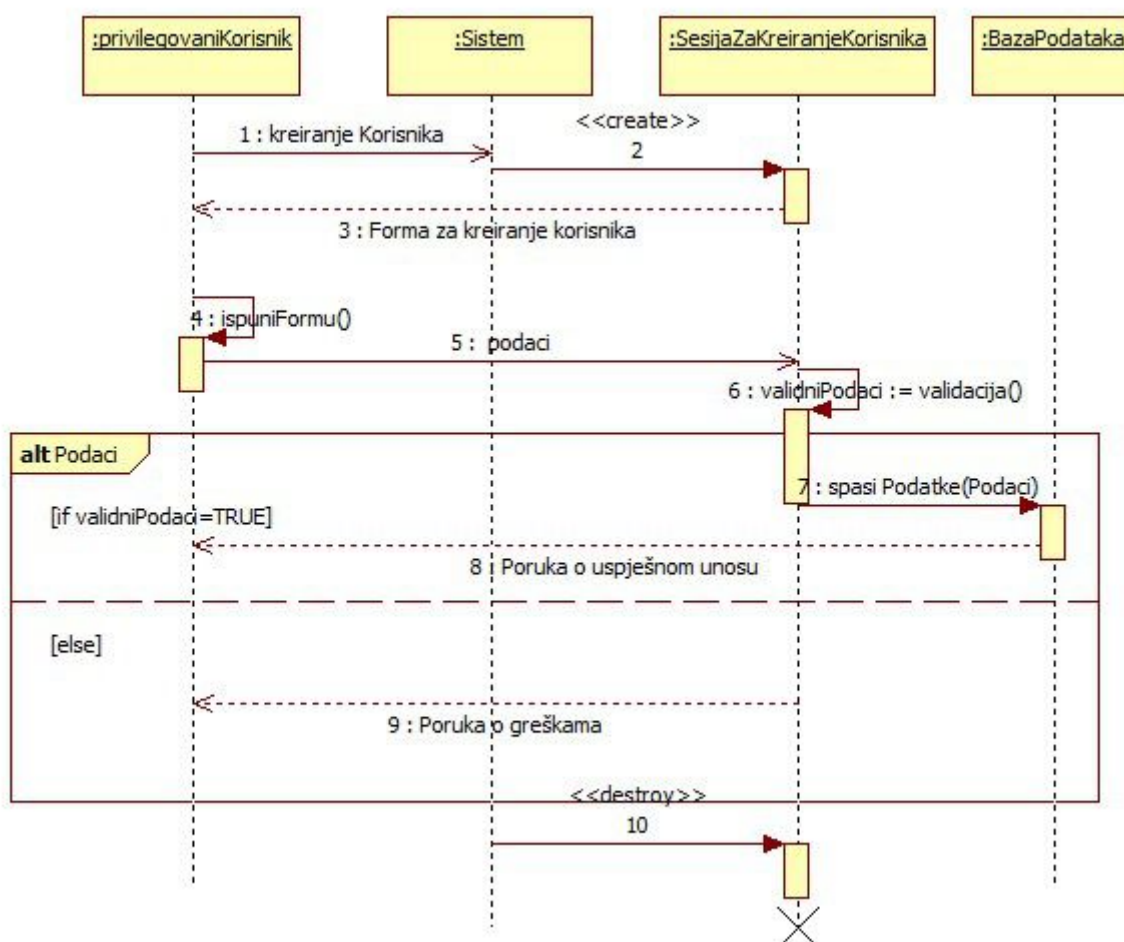 :privilegovaniKorisnik
:Sistem
:SesijaZaKreiranjeKorisnika
:BazaPodataka
1 : kreiranje Korisnika
<<create>>
2
3 : Forma za kreiranje korisnika
4 : ispuniFormu()
5 : podaci
6 : validniPodaci := validacija()
alt Podaci
7 : spasi Podatke(Podaci)
[if validniPodaci=TRUE]
8 : Poruka o uspješnom unosu
[else]
9 : Poruka o greškama
<<destroy>>
10